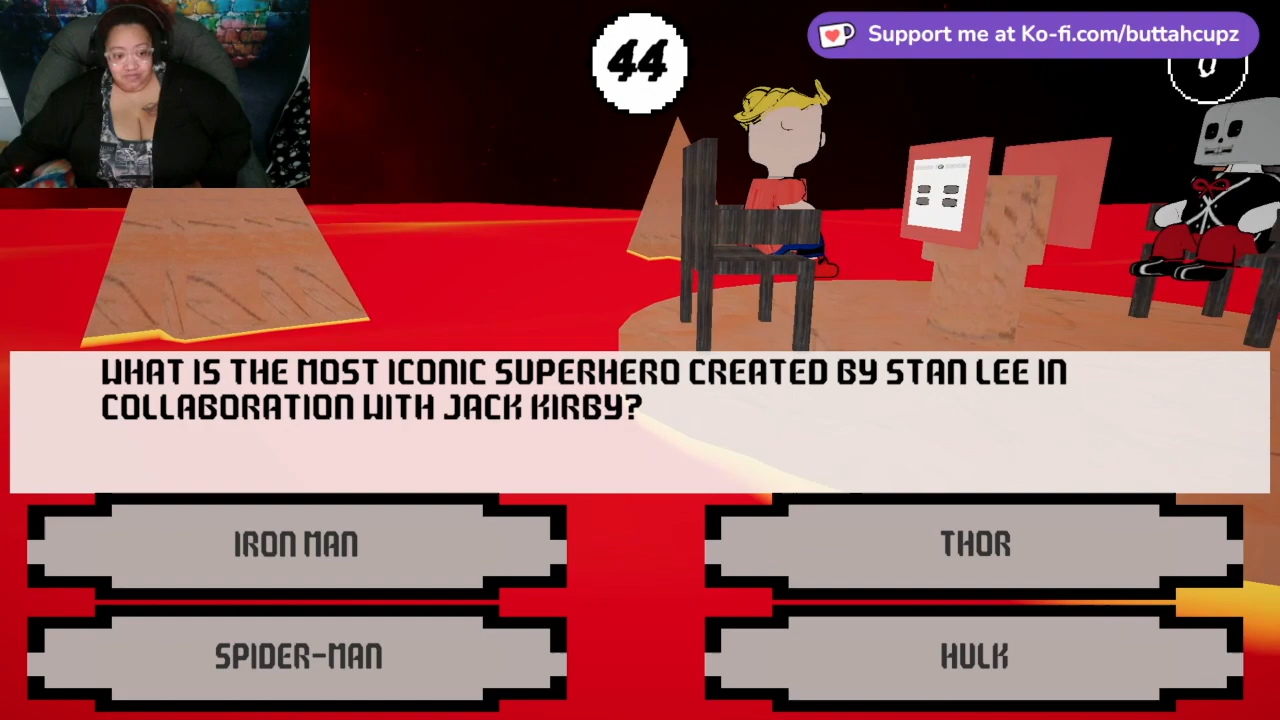 44
Support me at Ko-fi.com/buttahcupz
0
WHAT IS THE MOST ICONIC SUPERHERO CREATED BY STAN LEE IN
COLLABORATION WITH JACK KIRBY?
IRON MAN
THOR
SPIDER-MAN
HULK